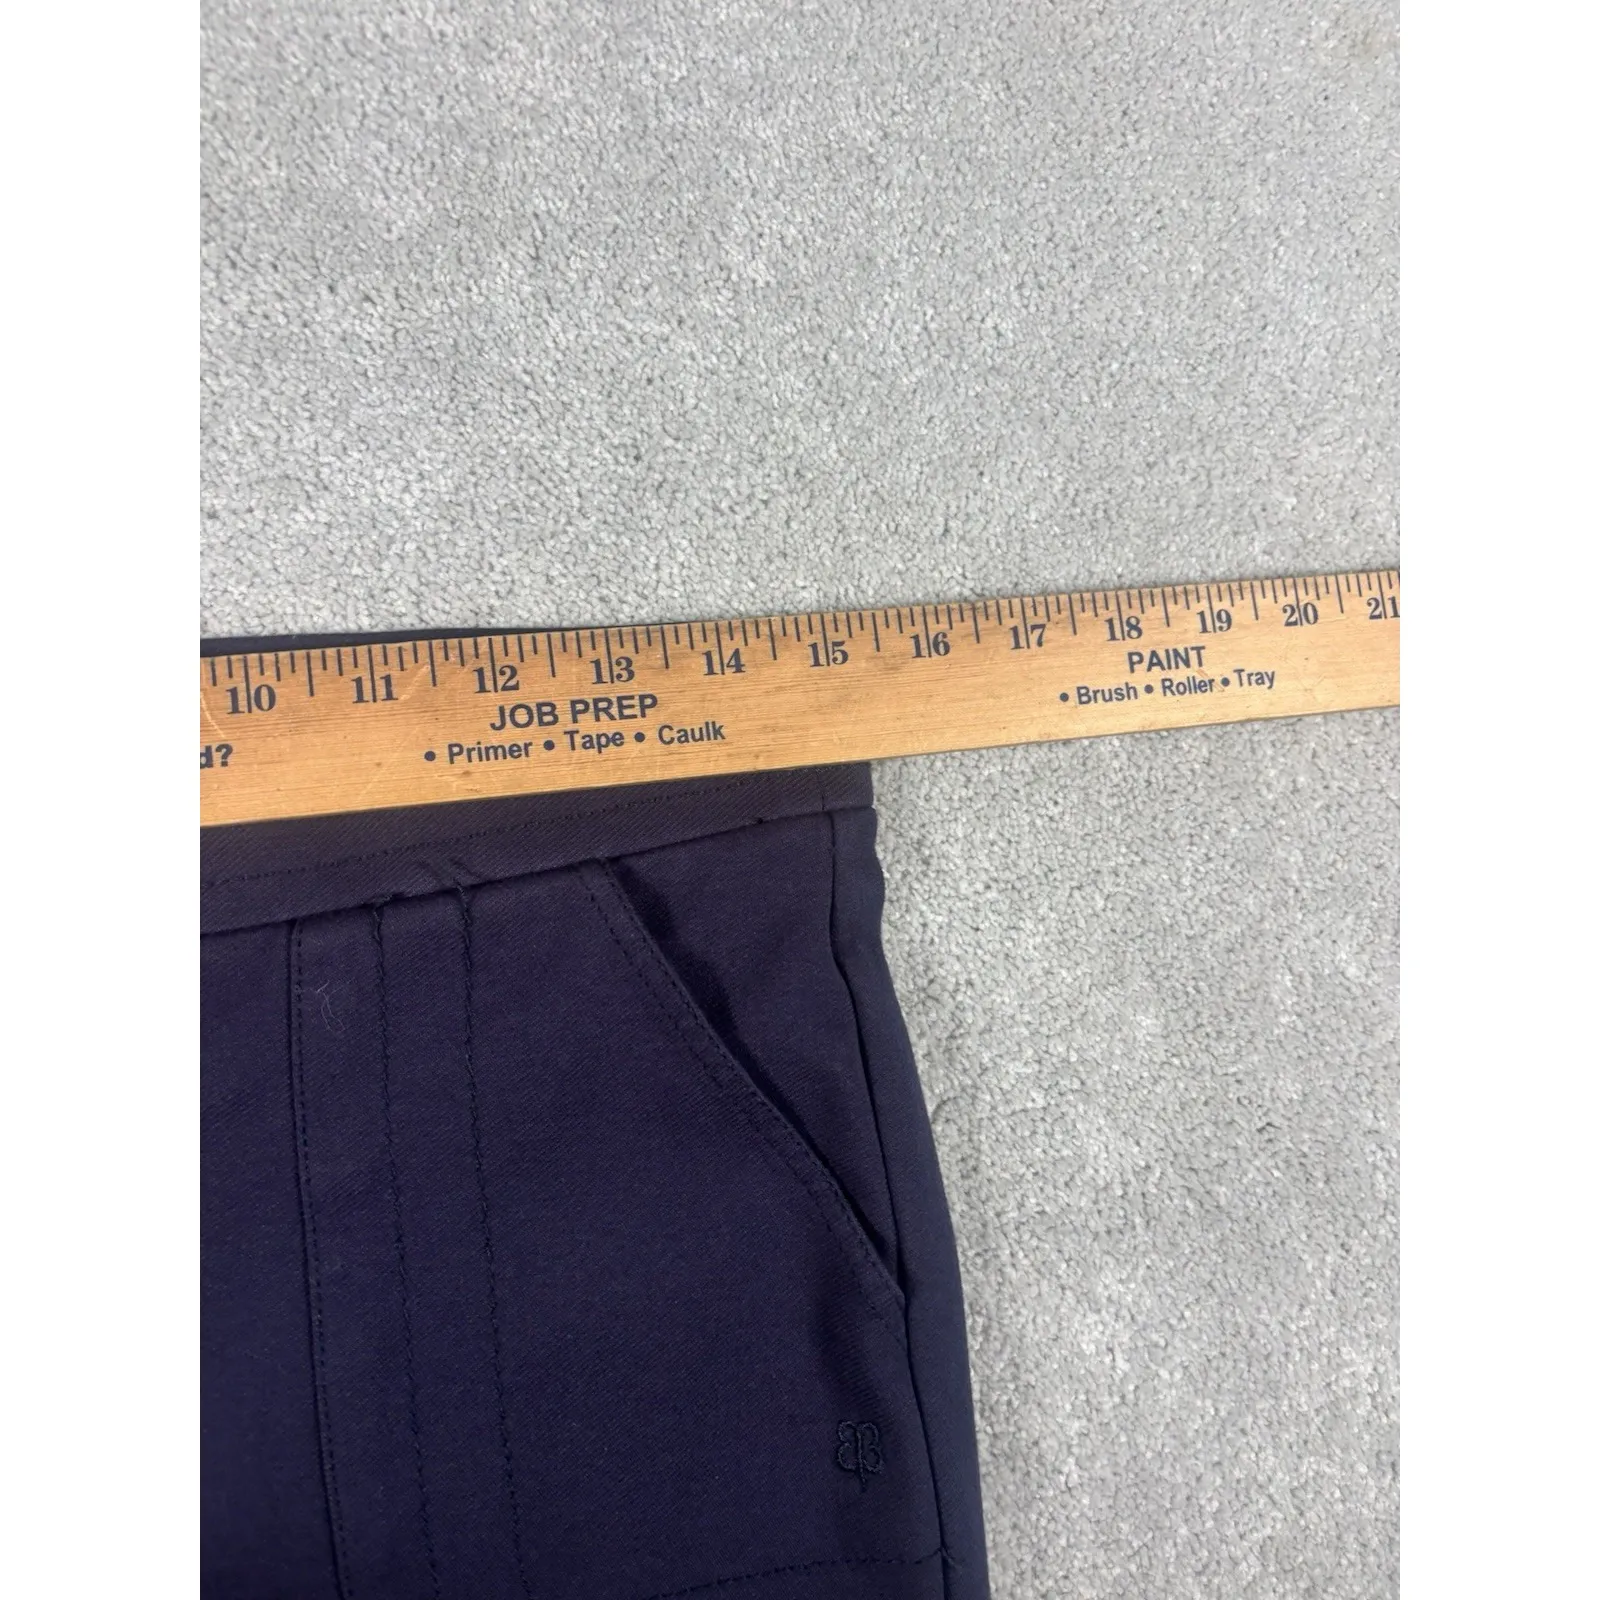 10 11 12 13 14 15 16 17 18 19 20 21
d?
JOB PREP
• Primer • Tape • Caulk
PAINT
• Brush • Roller • Tray